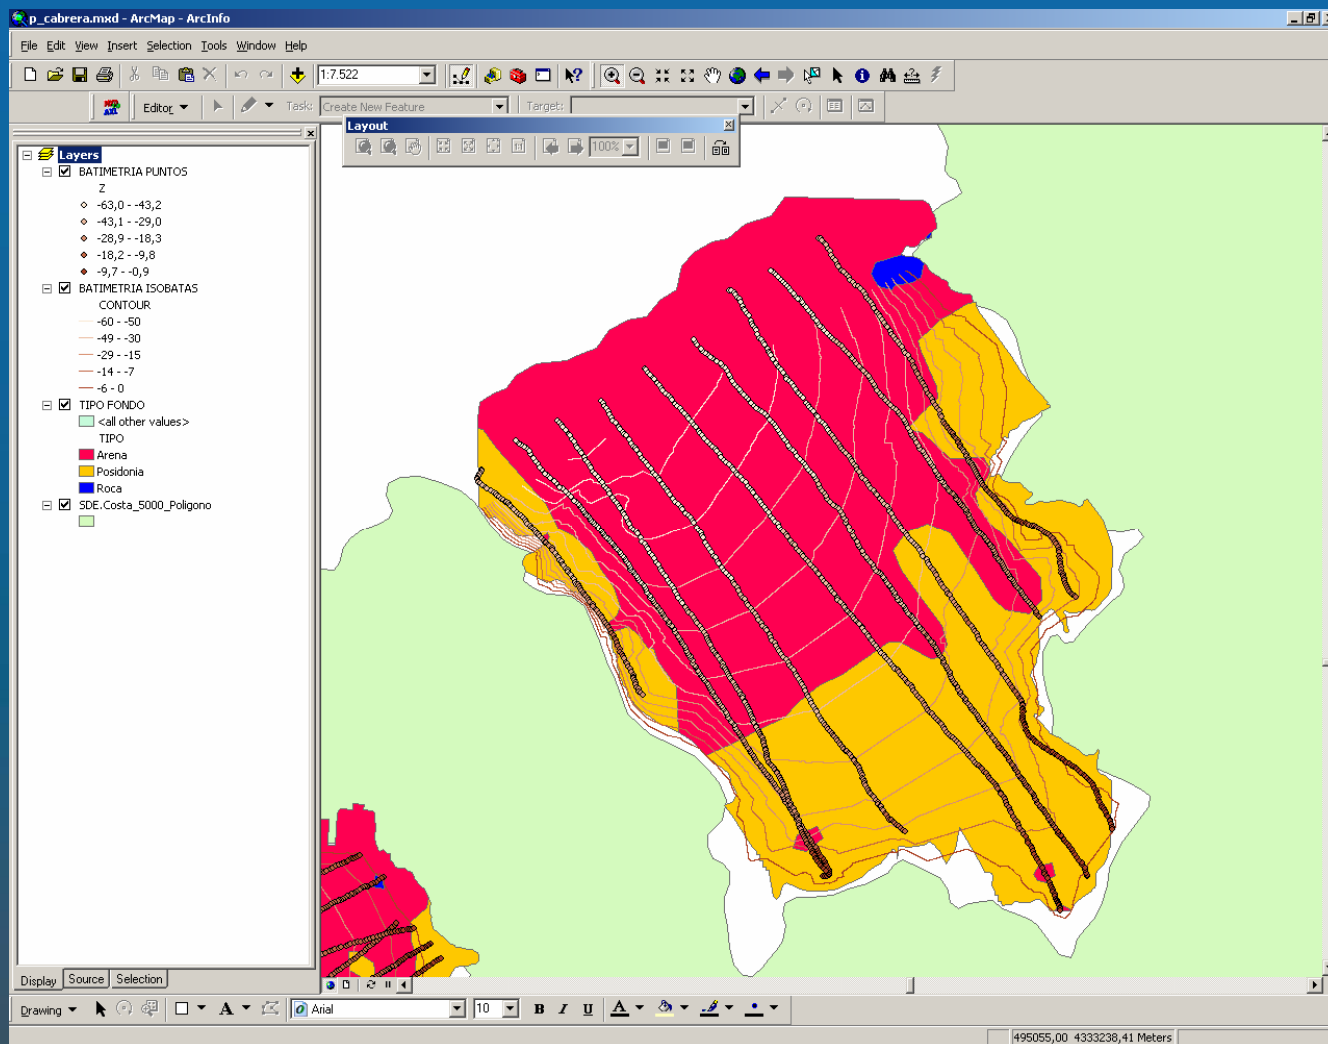 p_cabrera.mxd - ArcMap - ArcInfo
File Edit View Insert Selection Tools Window Help
1:7.522
Editor Task: Create New Feature Target:
Layout
100%
Layers
BATIMETRIA PUNTOS
Z
-63,0 - -43,2
-43,1 - -29,0
-28,9 - -18,3
-18,2 - -9,8
-9,7 - -0,9
BATIMETRIA ISOBATAS
CONTOUR
-60 - -50
-49 - -30
-29 - -15
-14 - -7
-6 - 0
TIPO FONDO
<all other values>
TIPO
Arena
Posidonia
Roca
SDE.Costa_5000_Poligono
Display Source Selection
Drawing A Arial 10 B I U A
495055,00 4333238,41 Meters